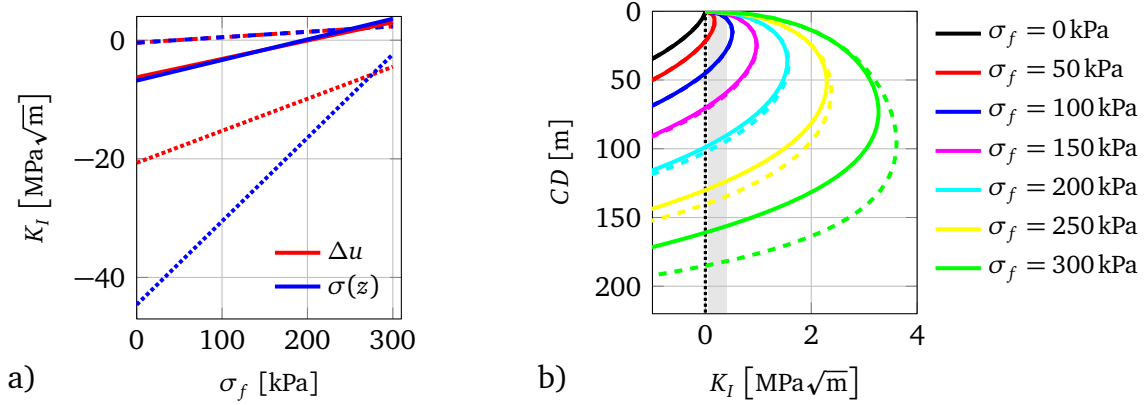 0
−20
−40
K_I [MPa√m]
0 100 200 300
σ_f [kPa]
Δu
σ(z)
a)
0
50
100
150
200
CD [m]
0 2 4
K_I [MPa√m]
b)
σ_f = 0 kPa
σ_f = 50 kPa
σ_f = 100 kPa
σ_f = 150 kPa
σ_f = 200 kPa
σ_f = 250 kPa
σ_f = 300 kPa